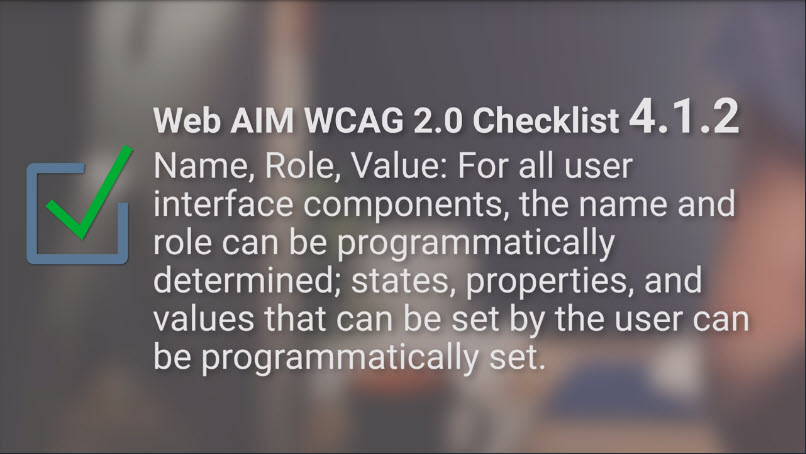 Web AIM WCAG 2.0 Checklist 4.1.2
Name, Role, Value: For all user
interface components, the name and
role can be programmatically
determined; states, properties, and
values that can be set by the user can
be programmatically set.